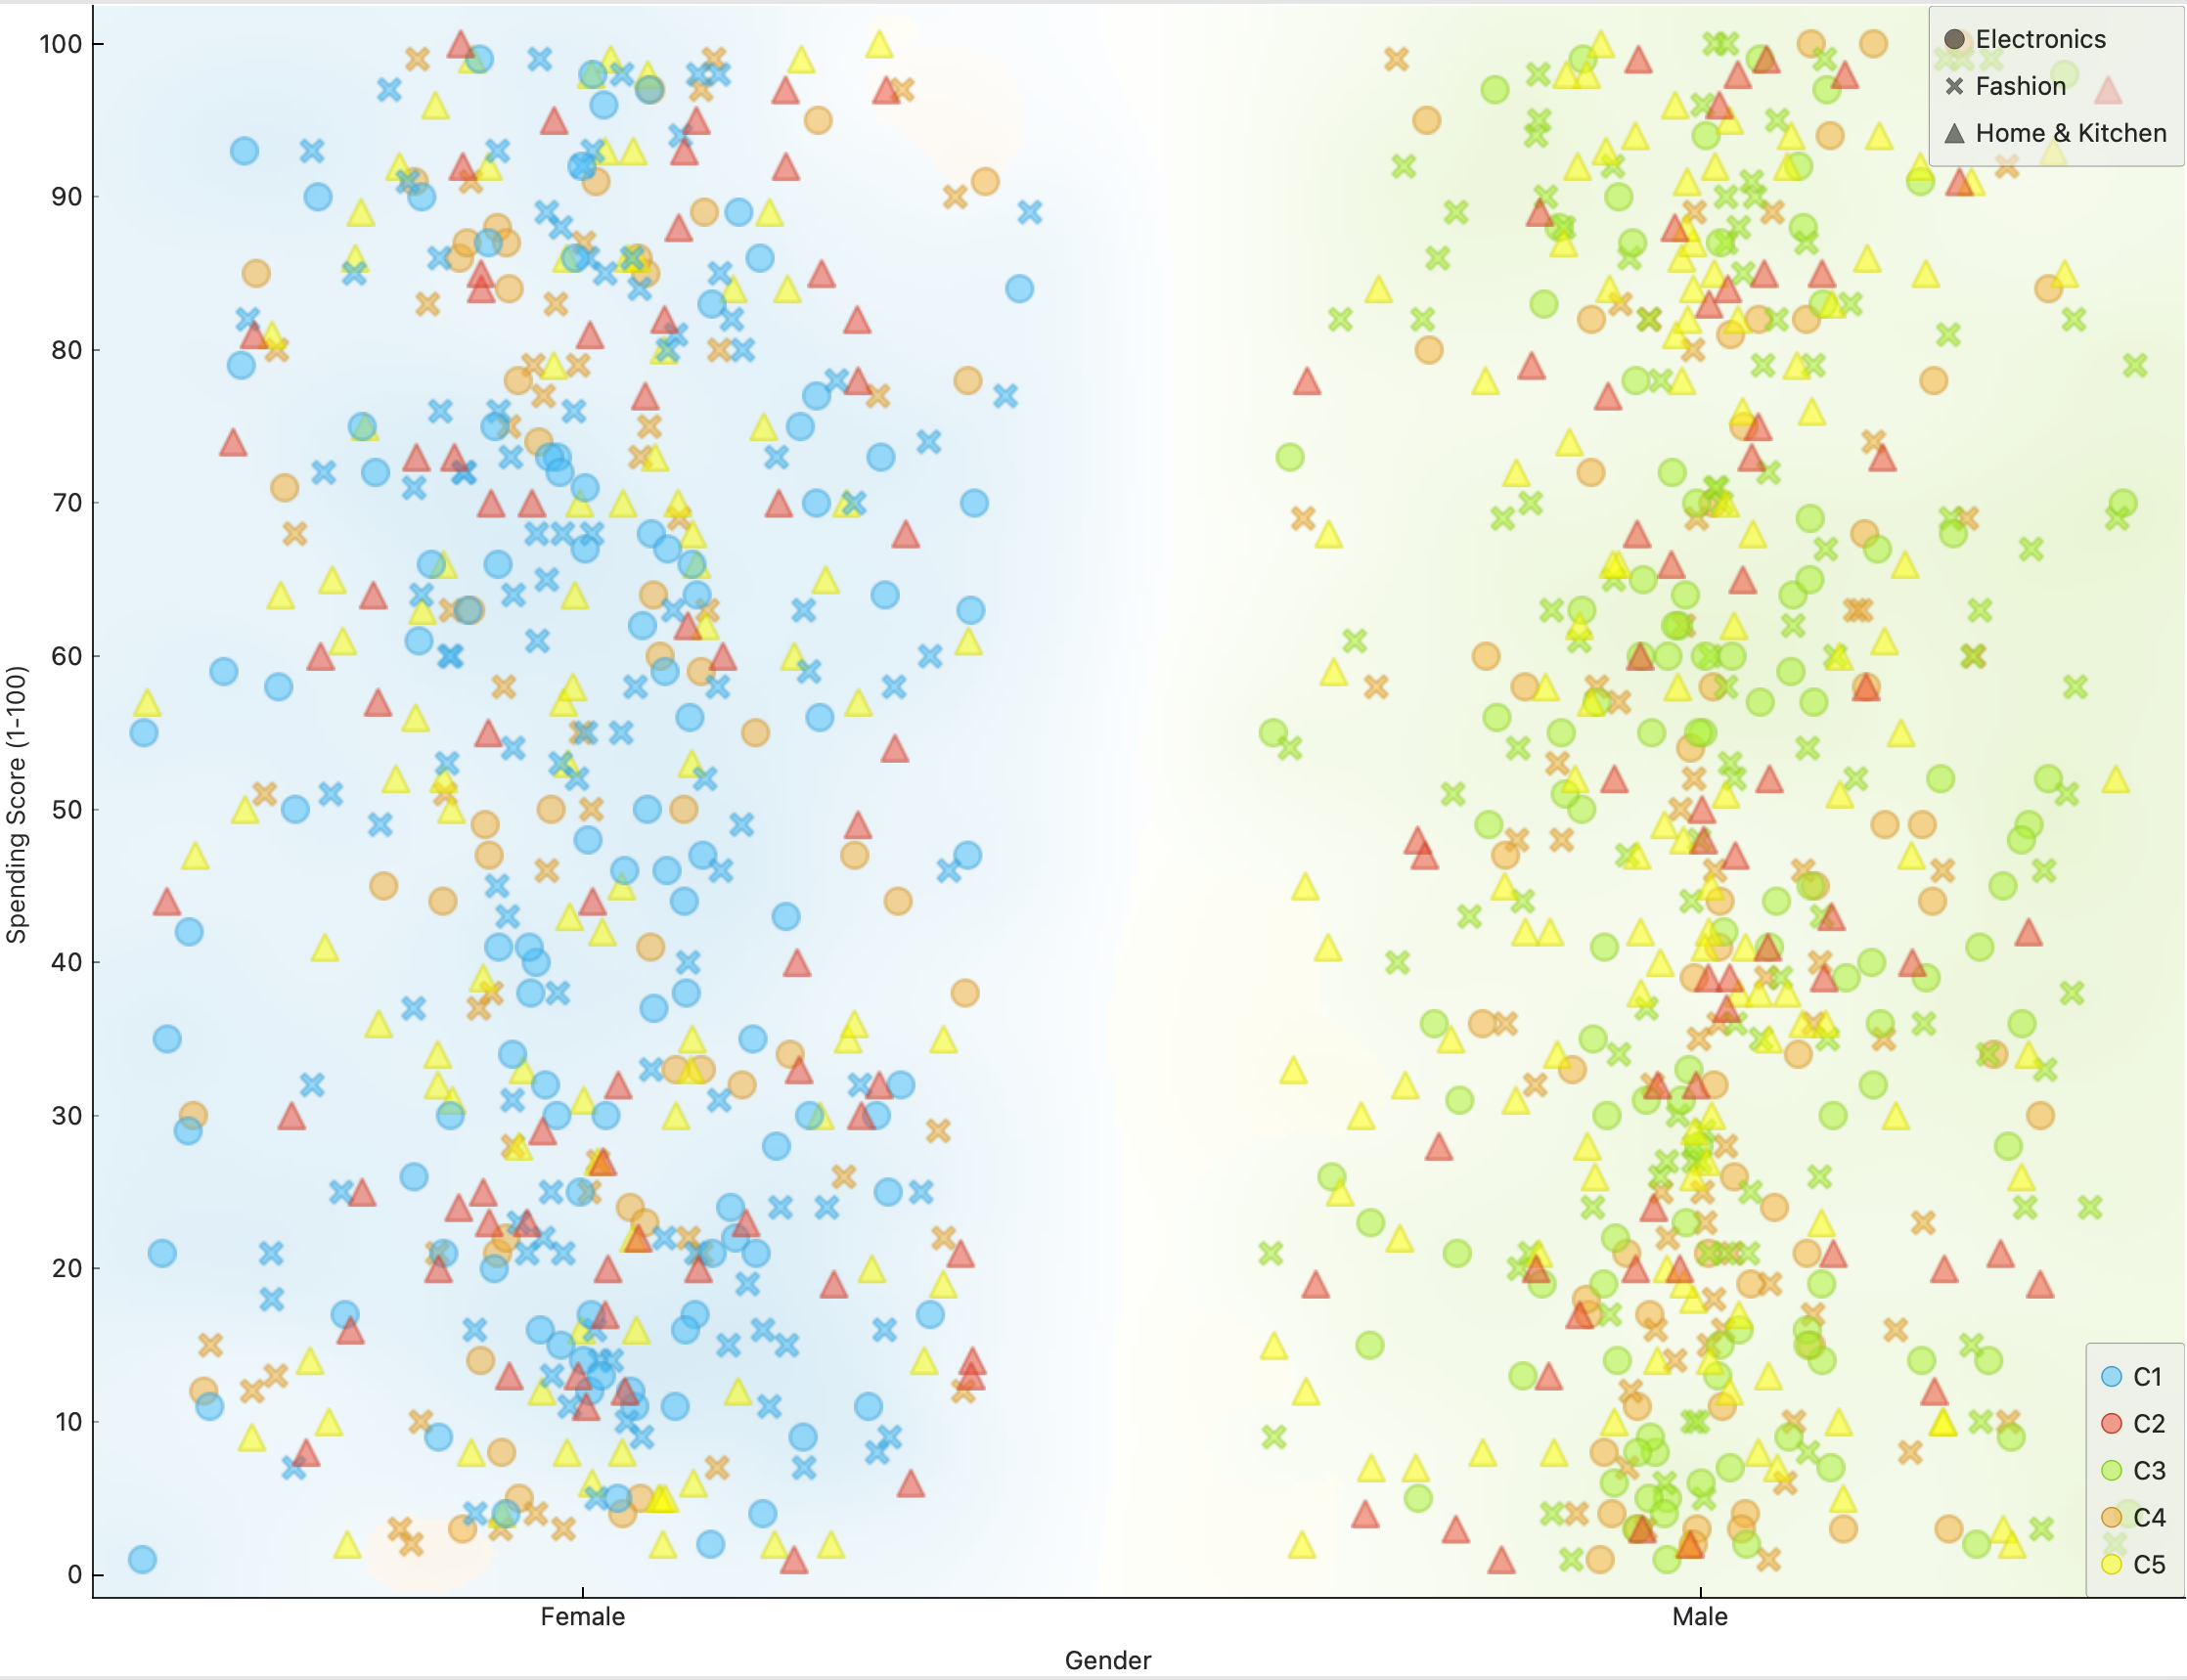 100
90
80
70
60
50
40
30
20
10
0
Spending Score (1-100)
Female
Male
Gender
Electronics
Fashion
Home & Kitchen
C1
C2
C3
C4
C5